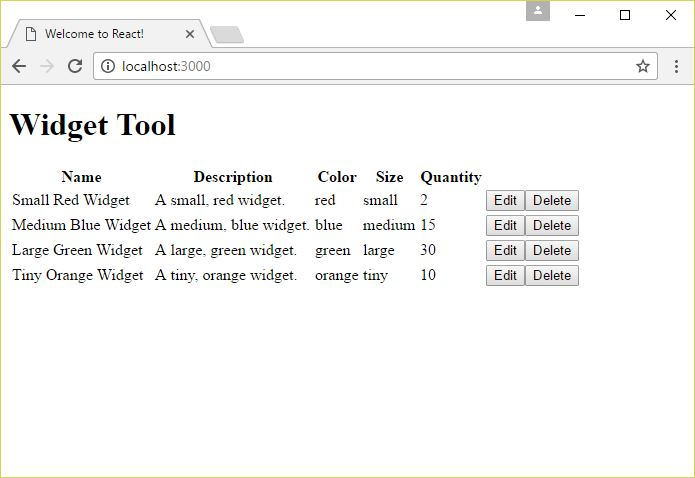 Welcome to React!
localhost:3000
Widget Tool
Name Description Color Size Quantity
Small Red Widget A small, red widget. red small 2 Edit Delete
Medium Blue Widget A medium, blue widget. blue medium 15 Edit Delete
Large Green Widget A large, green widget. green large 30 Edit Delete
Tiny Orange Widget A tiny, orange widget. orange tiny 10 Edit Delete